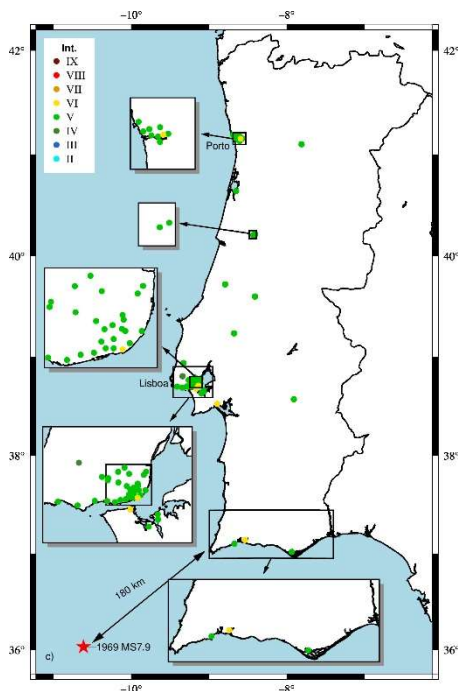 −10°
−8°
42°
42°
Int.
IX
VIII
VII
VI
V
IV
III
II
Porto
40°
40°
Lisboa
38°
38°
180 km
1969 MS7.9
36°
36°
c)
−10°
−8°